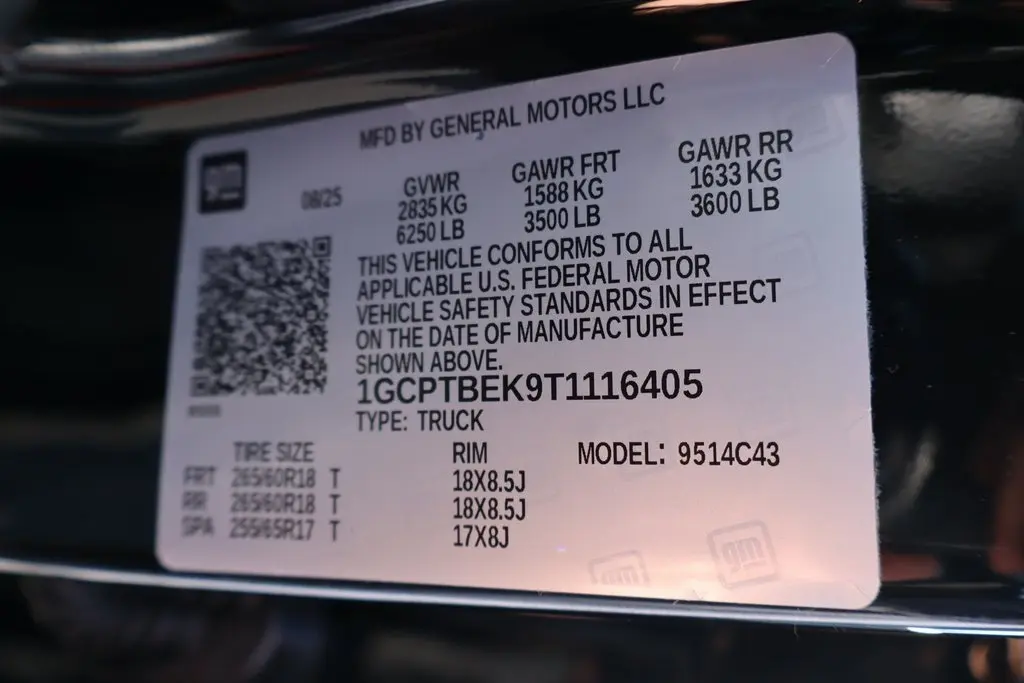 MFD BY GENERAL MOTORS LLC
08/25
GVWR
2835 KG
6250 LB
GAWR FRT
1588 KG
3500 LB
GAWR RR
1633 KG
3600 LB
THIS VEHICLE CONFORMS TO ALL
APPLICABLE U.S. FEDERAL MOTOR
VEHICLE SAFETY STANDARDS IN EFFECT
ON THE DATE OF MANUFACTURE
SHOWN ABOVE.
1GCPTBEK9T1116405
TYPE: TRUCK
MODEL: 9514C43
TIRE SIZE RIM
FRT 265/60R18 T 18X8.5J
RR 265/60R18 T 18X8.5J
SPA 255/65R17 T 17X8J
gm
gm